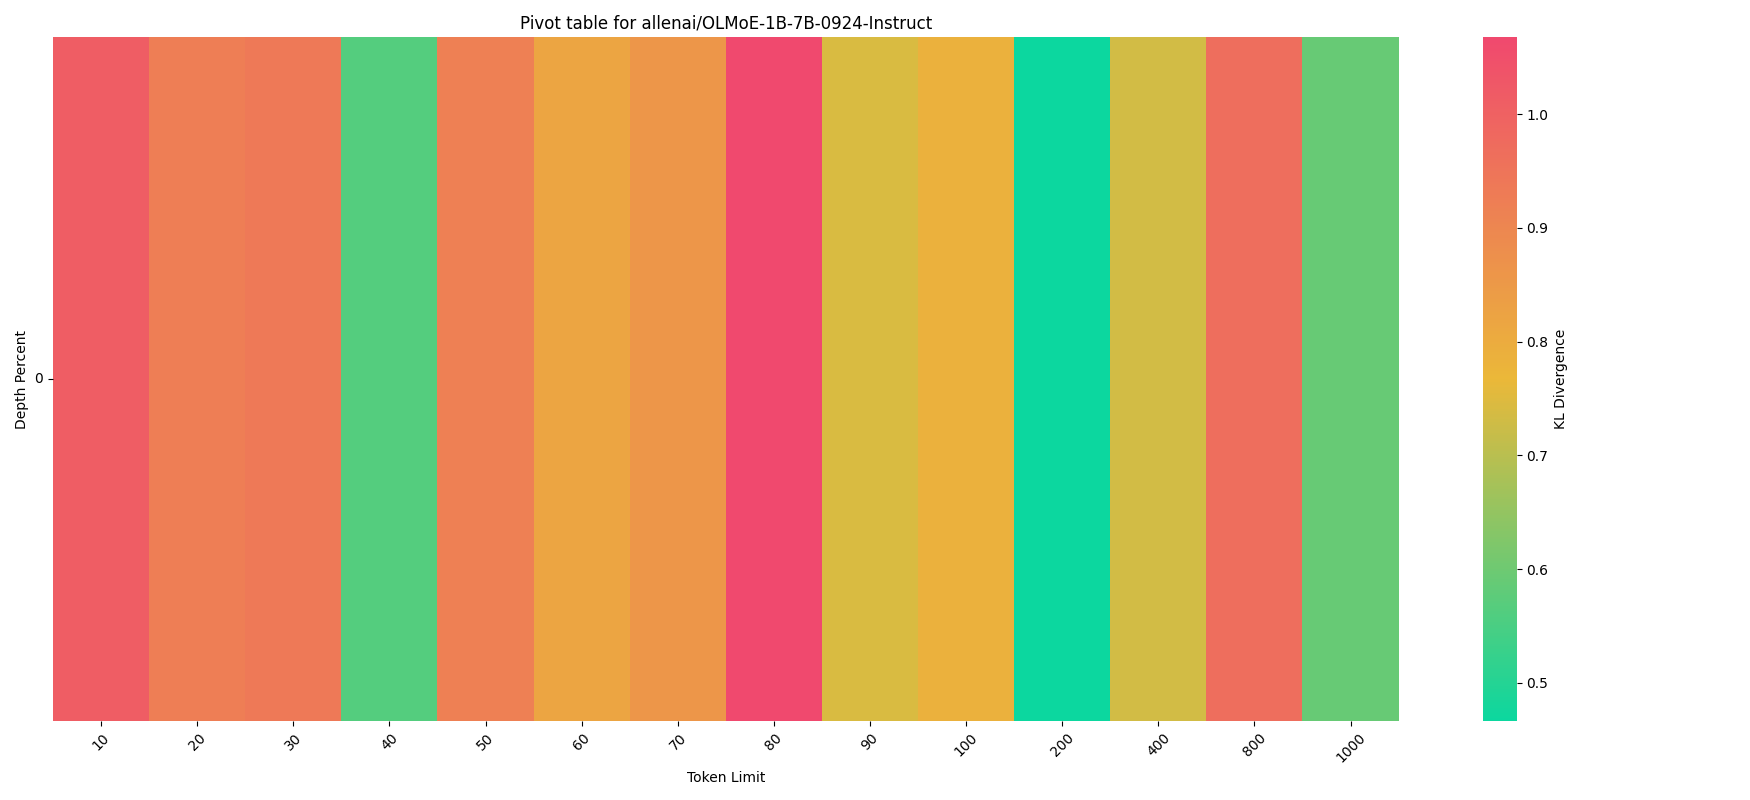 Pivot table for allenai/OLMoE-1B-7B-0924-Instruct
Depth Percent
0
10 20 30 40 50 60 70 80 90 100 200 400 800 1000
Token Limit
1.0
0.9
0.8
0.7
0.6
0.5
KL Divergence